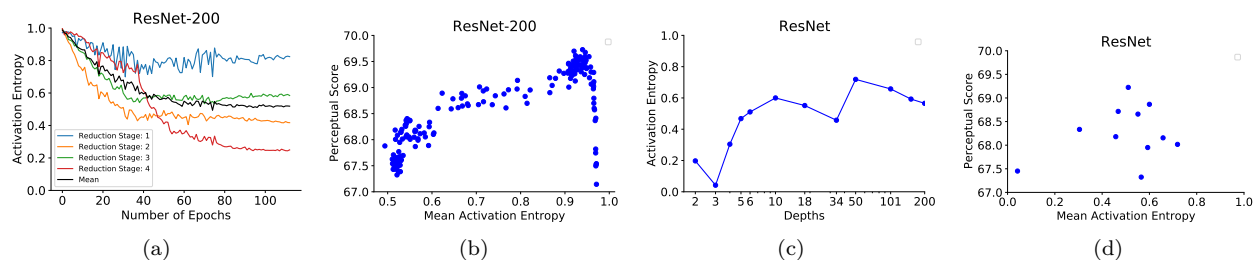 ResNet-200
Activation Entropy
1.0
0.8
0.6
0.4
0.2
0.0
Reduction Stage: 1
Reduction Stage: 2
Reduction Stage: 3
Reduction Stage: 4
Mean
0 20 40 60 80 100
Number of Epochs
(a)
ResNet-200
Perceptual Score
70.0
69.5
69.0
68.5
68.0
67.5
67.0
0.5 0.6 0.7 0.8 0.9 1.0
Mean Activation Entropy
(b)
ResNet
Activation Entropy
1.0
0.8
0.6
0.4
0.2
0.0
2 3 5 6 10 18 34 50 101 200
Depths
(c)
ResNet
Perceptual Score
70.0
69.5
69.0
68.5
68.0
67.5
67.0
0.0 0.2 0.4 0.6 0.8 1.0
Mean Activation Entropy
(d)